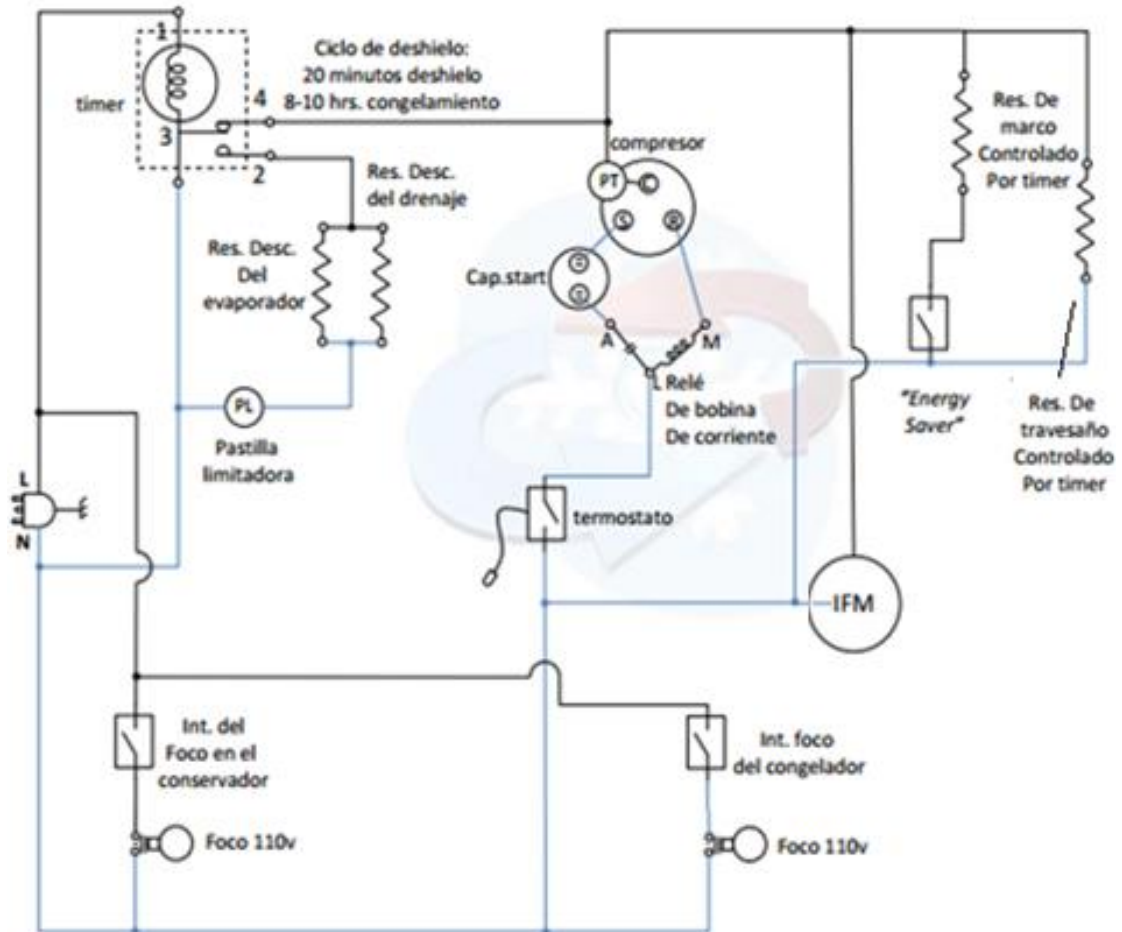 1
Ciclo de deshielo:
20 minutos deshielo
8-10 hrs. congelamiento
timer
4
3
2
compresor
PT
C
S
R
Res. De
marco
Controlado
Por timer
Res. Desc.
del drenaje
Res. Desc.
Del
evaporador
Cap.start
A
M
L
Relé
De bobina
De corriente
"Energy
Saver"
Res. De
travesaño
Controlado
Por timer
PL
Pastilla
limitadora
L
N
termostato
IFM
Int. del
Foco en el
conservador
Int. foco
del congelador
Foco 110v
Foco 110v